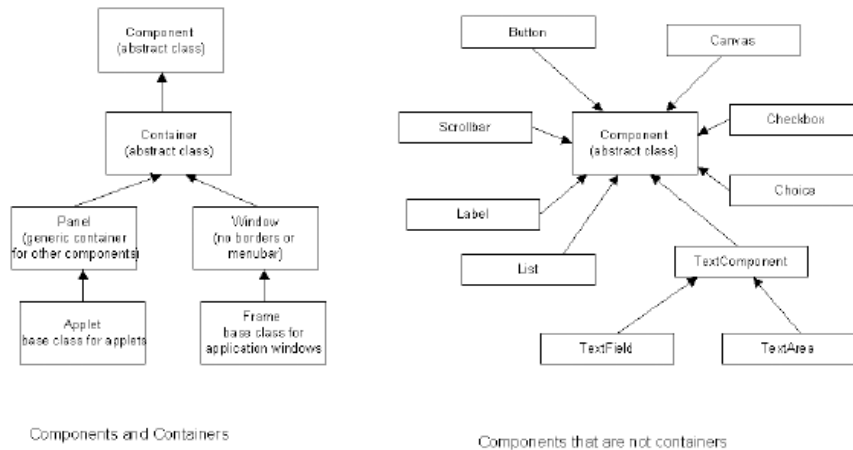 Component
(abstract class)
Container
(abstract class)
Panel
(generic container
for other components)
Window
(no borders or
menubar)
Applet
base class for applets
Frame
base class for
application windows
Components and Containers
Button
Canvas
Scrollbar
Component
(abstract class)
Checkbox
Choice
Label
List
TextComponent
TextField
TextArea
Components that are not containers